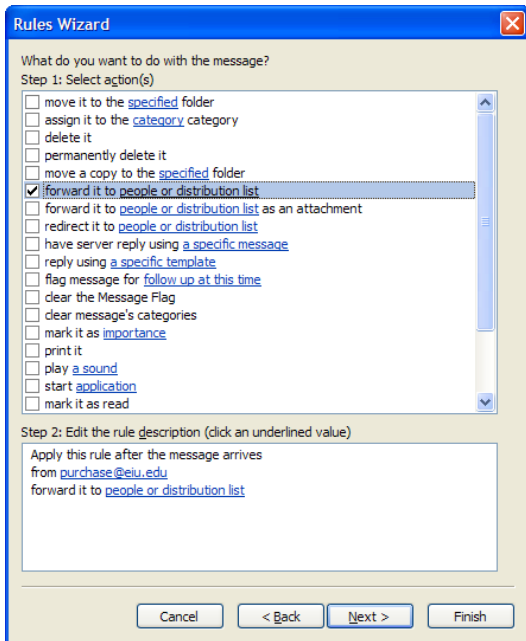 Rules Wizard
What do you want to do with the message?
Step 1: Select action(s)
move it to the specified folder
assign it to the category category
delete it
permanently delete it
move a copy to the specified folder
forward it to people or distribution list
forward it to people or distribution list as an attachment
redirect it to people or distribution list
have server reply using a specific message
reply using a specific template
flag message for follow up at this time
clear the Message Flag
clear message's categories
mark it as importance
print it
play a sound
start application
mark it as read
Step 2: Edit the rule description (click an underlined value)
Apply this rule after the message arrives
from purchase@eiu.edu
forward it to people or distribution list
Cancel < Back Next > Finish